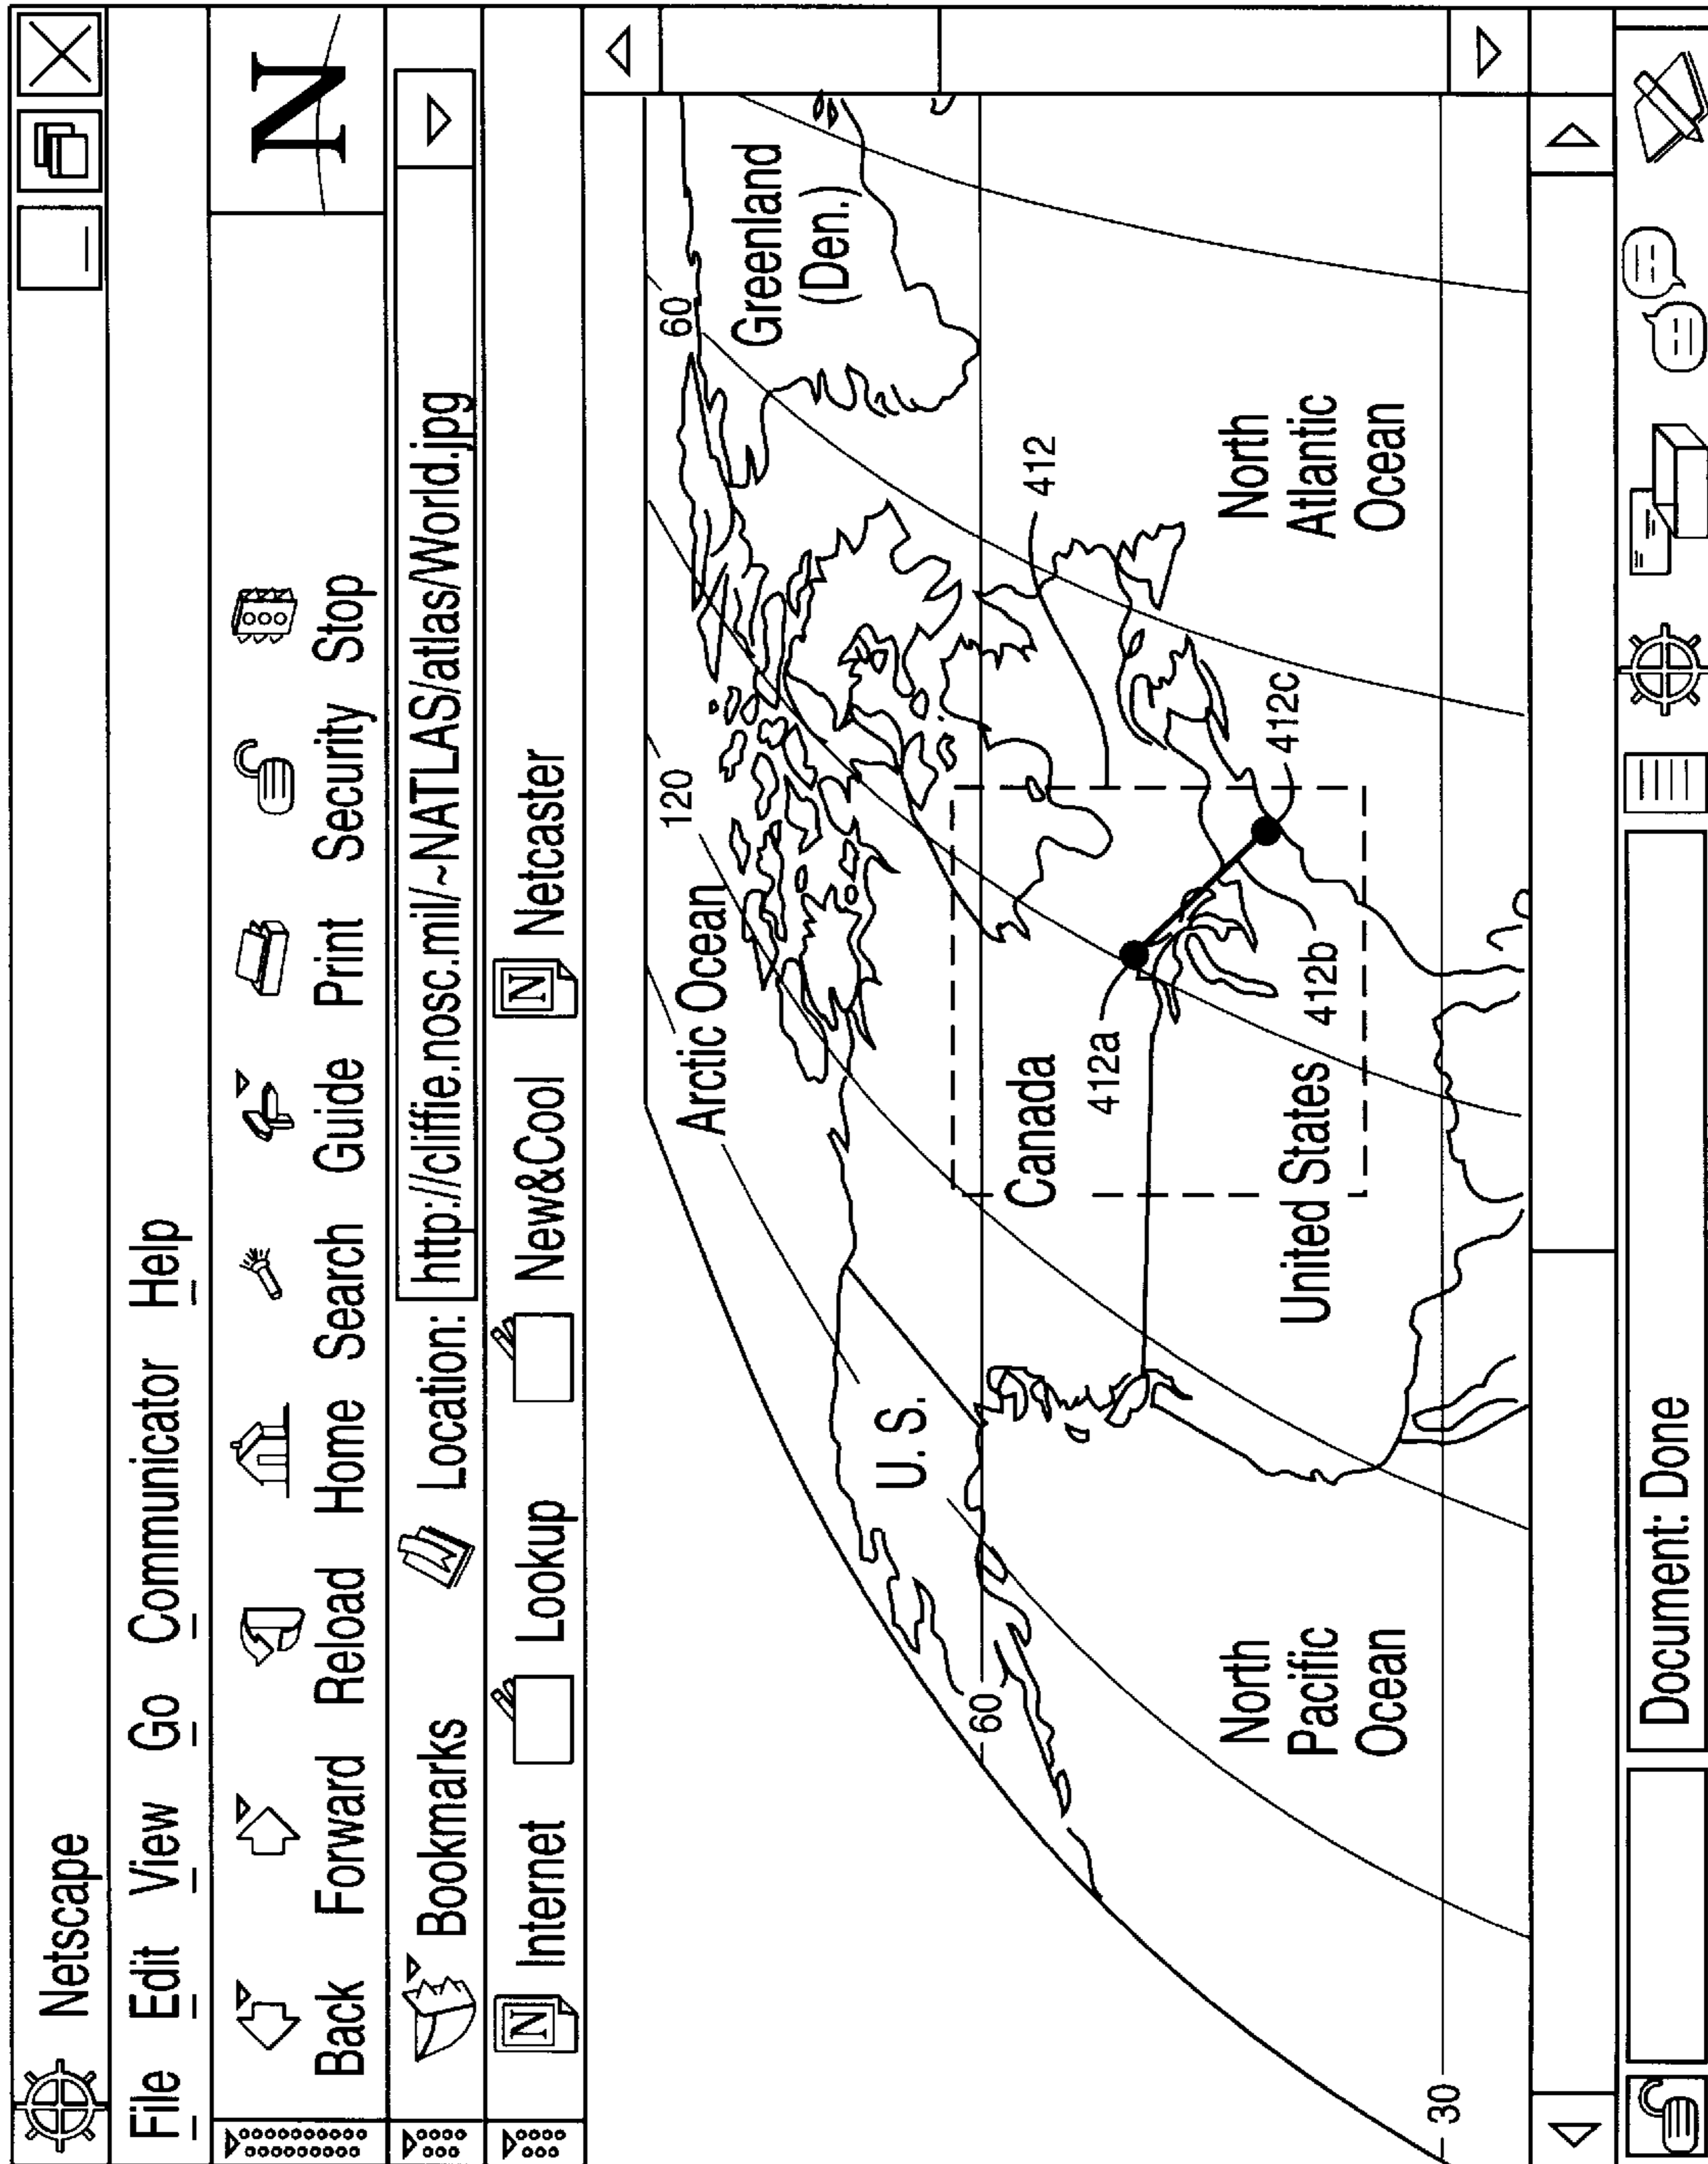 Netscape
File Edit View Go Communicator Help
Back Forward Reload Home Search Guide Print Security Stop
N
Bookmarks Location: http://cliffie.nosc.mil/~NATLAS/atlas/World.jpg
N Internet Lookup New&Cool N Netcaster
120
60
Arctic Ocean
Greenland
(Den.)
U. S.
60
412
Canada
412a
412c
412b
United States
North
Pacific
Ocean
North
Atlantic
Ocean
30
Document: Done